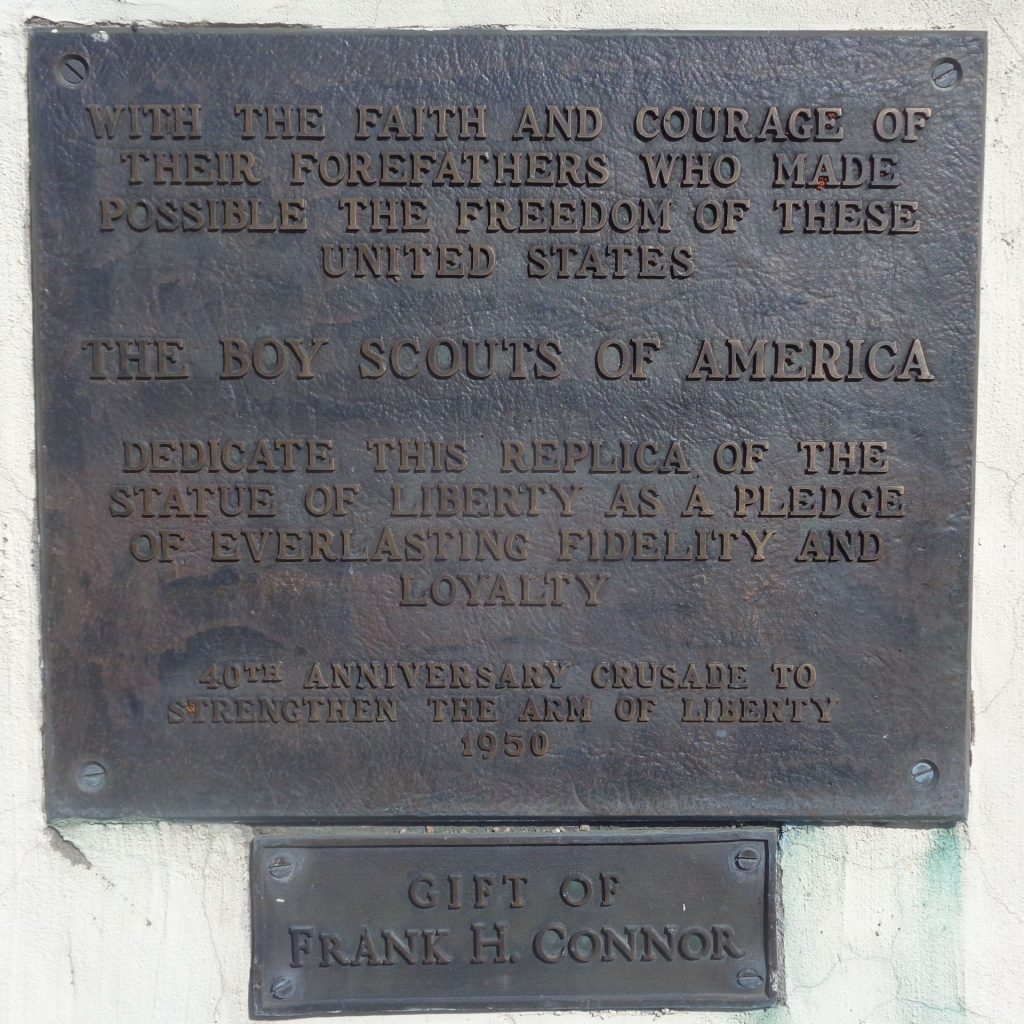 WITH THE FAITH AND COURAGE OF
THEIR FOREFATHERS WHO MADE
POSSIBLE THE FREEDOM OF THESE
UNITED STATES
THE BOY SCOUTS OF AMERICA
DEDICATE THIS REPLICA OF THE
STATUE OF LIBERTY AS A PLEDGE
OF EVERLASTING FIDELITY AND
LOYALTY
40TH ANNIVERSARY CRUSADE TO
STRENGTHEN THE ARM OF LIBERTY
1950
GIFT OF
FRANK H. CONNOR